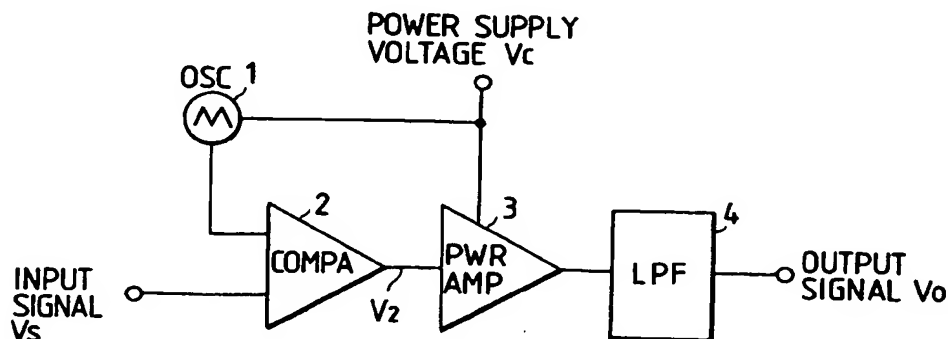 POWER SUPPLY
VOLTAGE Vc
OSC 1
2
COMPA
3
PWR
AMP
4
LPF
INPUT
SIGNAL
Vs
V2
OUTPUT
SIGNAL Vo